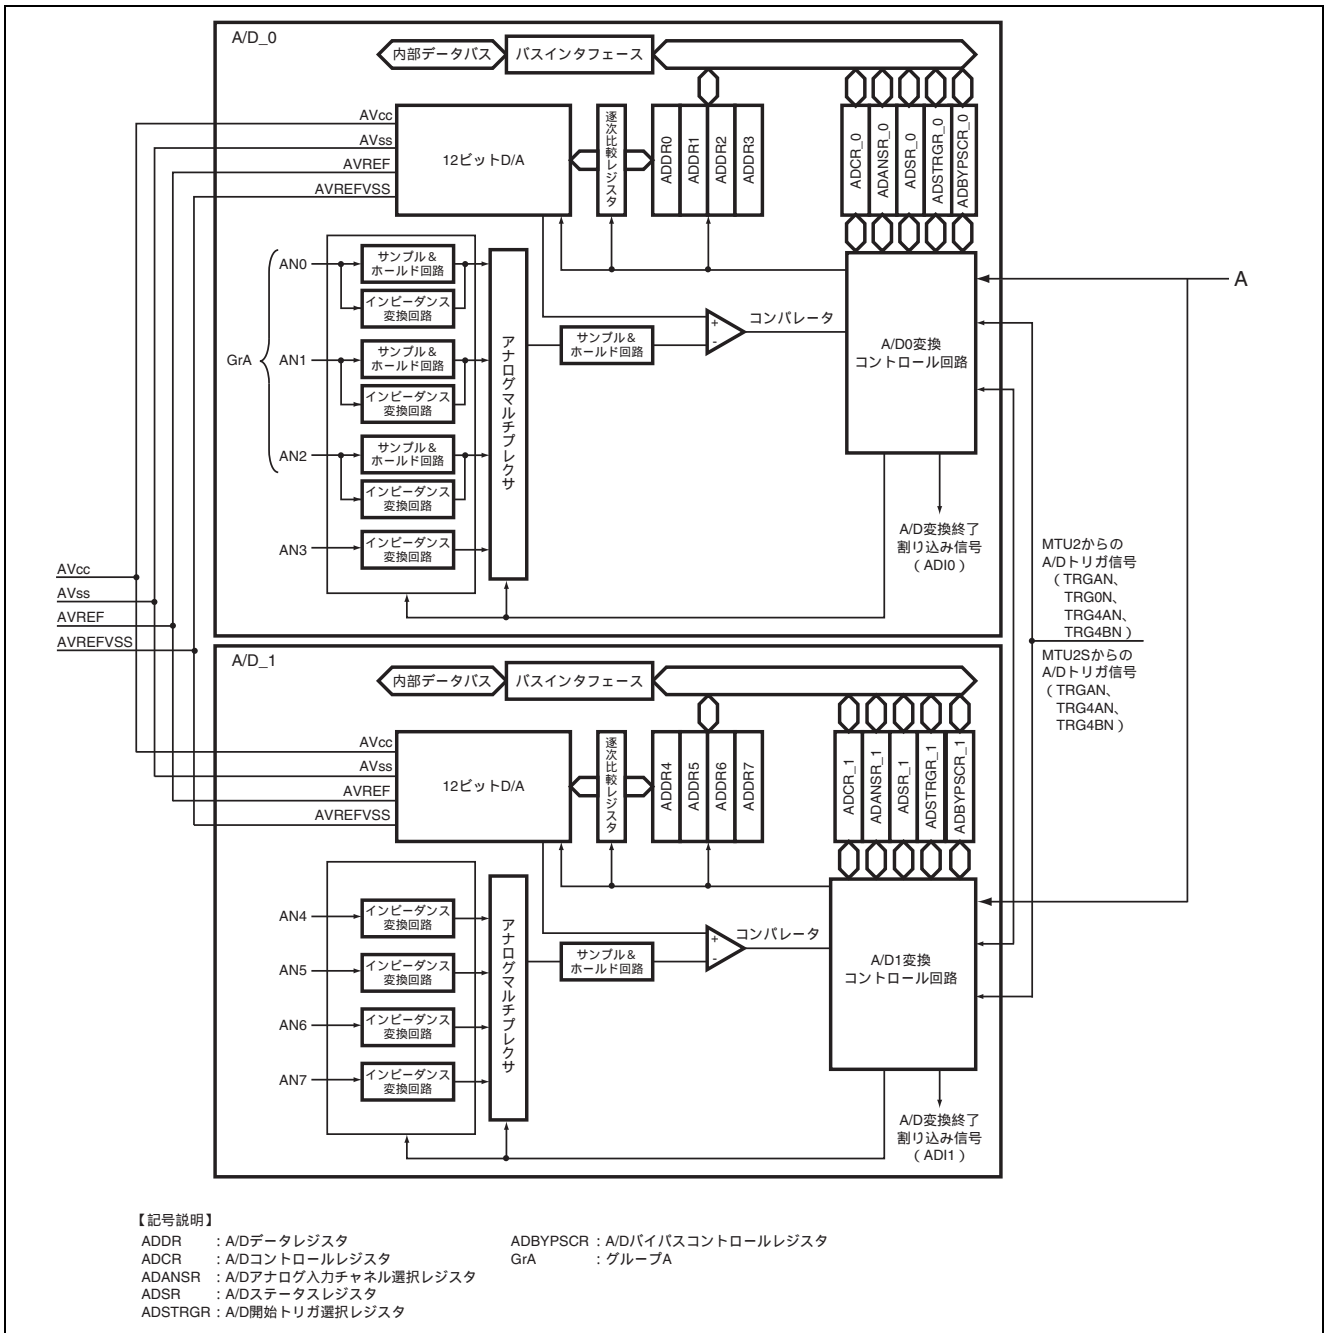 A/D_0
内部データバス
バスインタフェース
AVcc
AVss
AVREF
AVREFVSS
12ビットD/A
逐次比較レジスタ
ADDR0
ADDR1
ADDR2
ADDR3
ADCR_0
ADANSR_0
ADSR_0
ADSTRGR_0
ADBYPSCR_0
GrA
AN0
サンプル&
ホールド回路
インピーダンス
変換回路
AN1
サンプル&
ホールド回路
インピーダンス
変換回路
AN2
サンプル&
ホールド回路
インピーダンス
変換回路
AN3
インピーダンス
変換回路
アナログマルチプレクサ
サンプル&
ホールド回路
+
-
コンパレータ
A/D0変換
コントロール回路
A
A/D変換終了
割り込み信号
(ADI0)
MTU2からの
A/Dトリガ信号
(TRGAN、
TRG0N、
TRG4AN、
TRG4BN)
MTU2Sからの
A/Dトリガ信号
(TRGAN、
TRG4AN、
TRG4BN)
AVcc
AVss
AVREF
AVREFVSS
A/D_1
内部データバス
バスインタフェース
AVcc
AVss
AVREF
AVREFVSS
12ビットD/A
逐次比較レジスタ
ADDR4
ADDR5
ADDR6
ADDR7
ADCR_1
ADANSR_1
ADSR_1
ADSTRGR_1
ADBYPSCR_1
AN4
インピーダンス
変換回路
AN5
インピーダンス
変換回路
AN6
インピーダンス
変換回路
AN7
インピーダンス
変換回路
アナログマルチプレクサ
サンプル&
ホールド回路
+
-
コンパレータ
A/D1変換
コントロール回路
A/D変換終了
割り込み信号
(ADI1)
【記号説明】
ADDR :A/Dデータレジスタ
ADCR :A/Dコントロールレジスタ
ADANSR :A/Dアナログ入力チャネル選択レジスタ
ADSR :A/Dステータスレジスタ
ADSTRGR:A/D開始トリガ選択レジスタ
ADBYPSCR:A/Dバイパスコントロールレジスタ
GrA :グループA